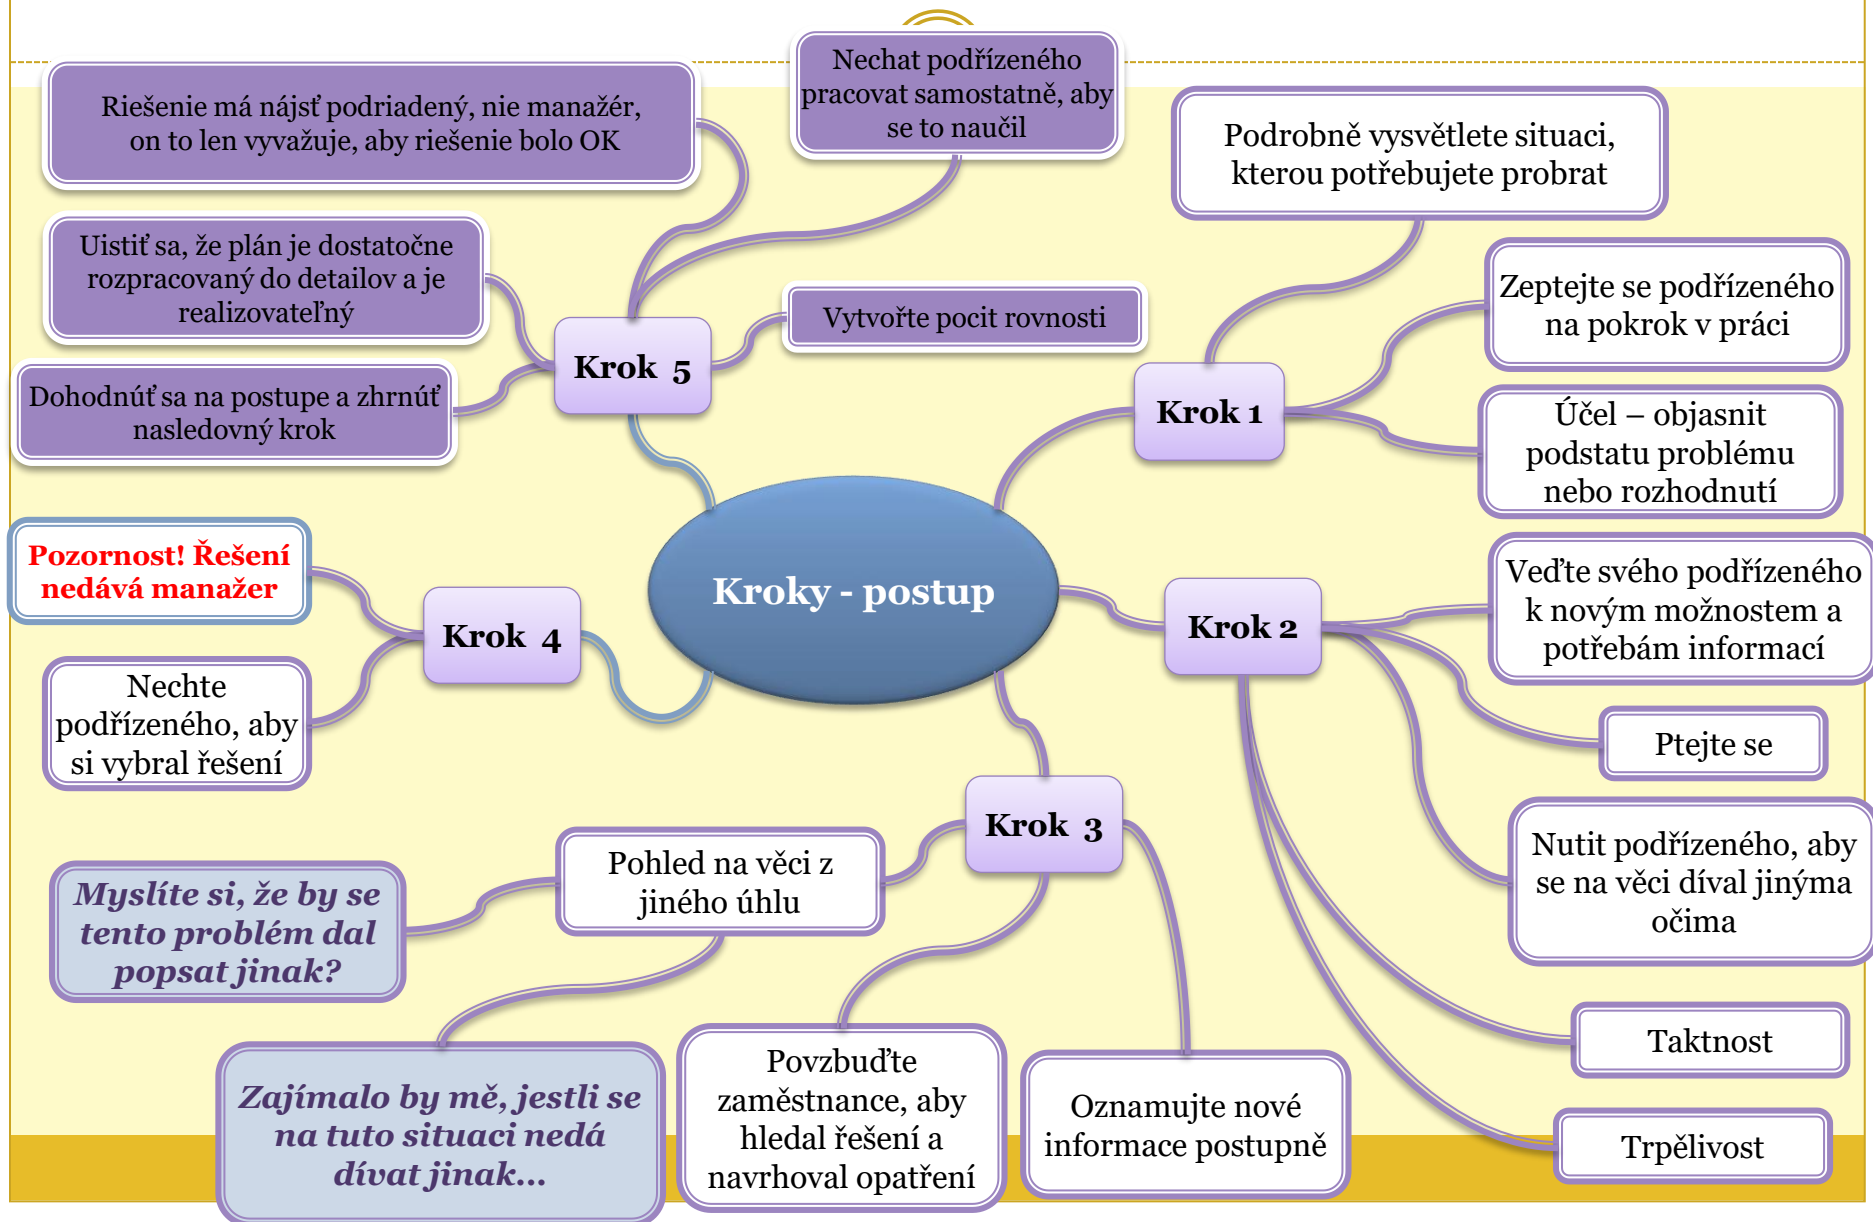 Kroky - postup
Krok 1
Podrobně vysvětlete situaci,
kterou potřebujete probrat
Zeptejte se podřízeného
na pokrok v práci
Účel – objasnit
podstatu problému
nebo rozhodnutí
Krok 2
Veďte svého podřízeného
k novým možnostem a
potřebám informací
Ptejte se
Nutit podřízeného, aby
se na věci díval jinýma
očima
Taktnost
Trpělivost
Krok 3
Pohled na věci z
jiného úhlu
Myslíte si, že by se
tento problém dal
popsat jinak?
Zajímalo by mě, jestli se
na tuto situaci nedá
dívat jinak...
Povzbuďte
zaměstnance, aby
hledal řešení a
navrhoval opatření
Oznamujte nové
informace postupně
Krok 4
Pozornost! Řešení
nedává manažer
Nechte
podřízeného, aby
si vybral řešení
Krok 5
Riešenie má nájsť podriadený, nie manažér,
on to len vyvažuje, aby riešenie bolo OK
Nechat podřízeného
pracovat samostatně, aby
se to naučil
Uistiť sa, že plán je dostatočne
rozpracovaný do detailov a je
realizovateľný
Vytvořte pocit rovnosti
Dohodnúť sa na postupe a zhrnúť
nasledovný krok